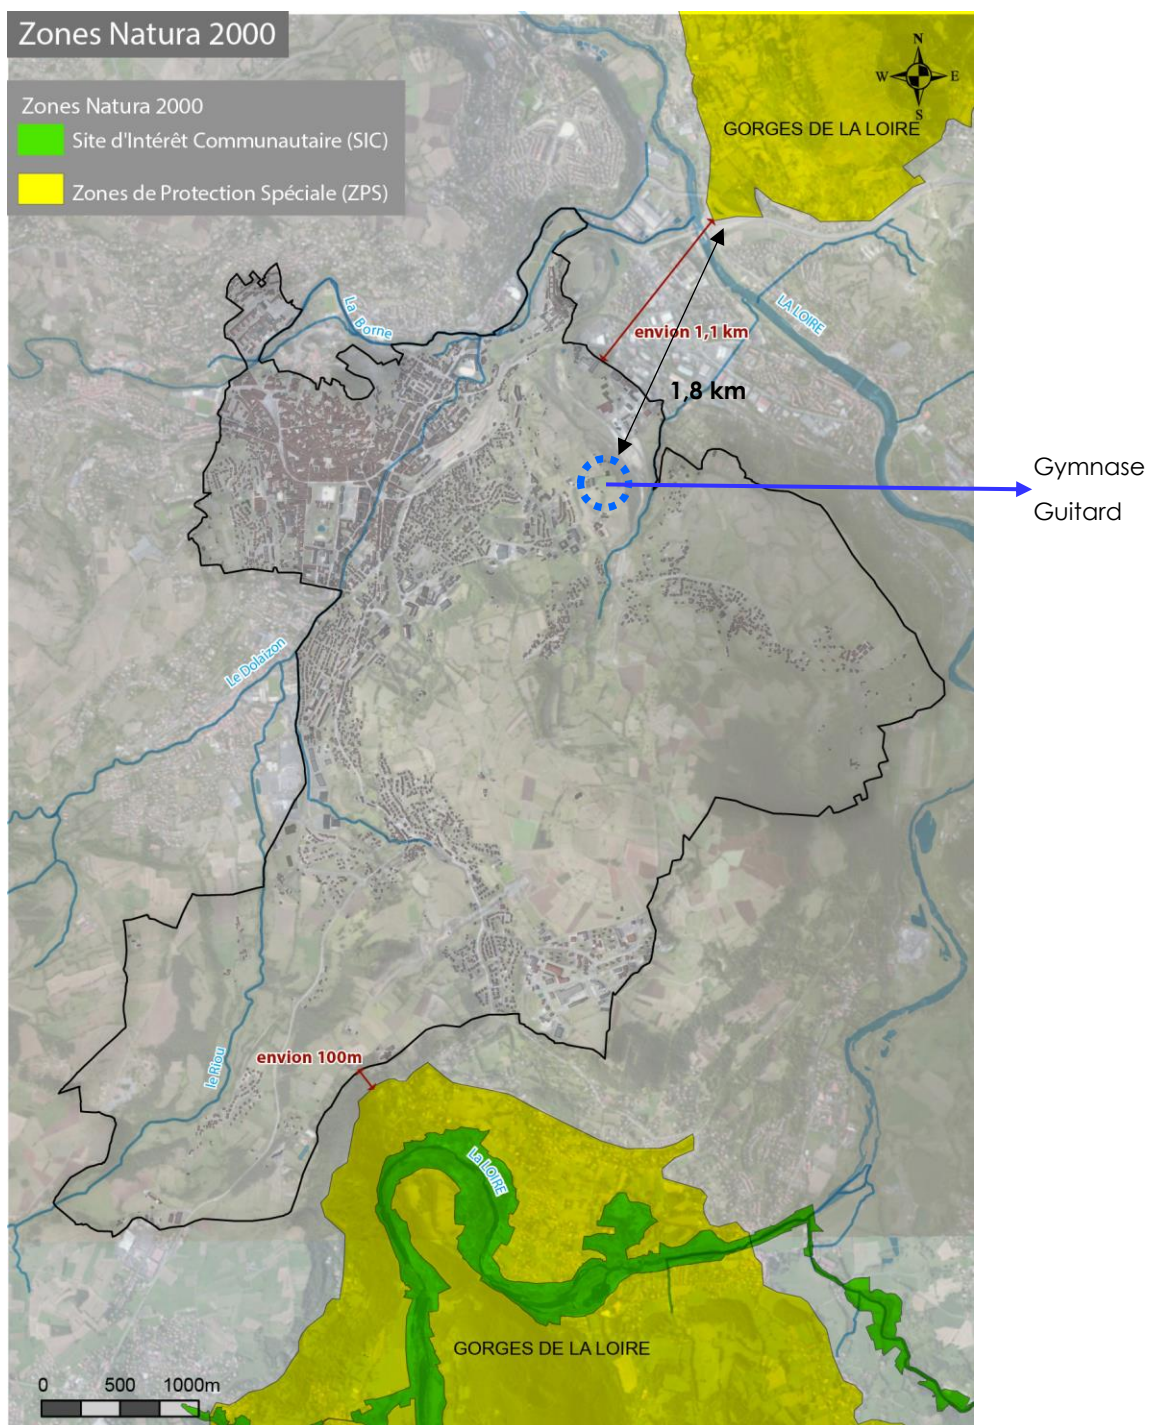 Zones Natura 2000
Zones Natura 2000
Site d'Intérêt Communautaire (SIC)
Zones de Protection Spéciale (ZPS)
N
W E
S
GORGES DE LA LOIRE
La Borne
LA LOIRE
envion 1,1 km
1,8 km
Gymnase
Guitard
Le Dolaizon
le Riou
envion 100m
La LOIRE
GORGES DE LA LOIRE
0 500 1000m